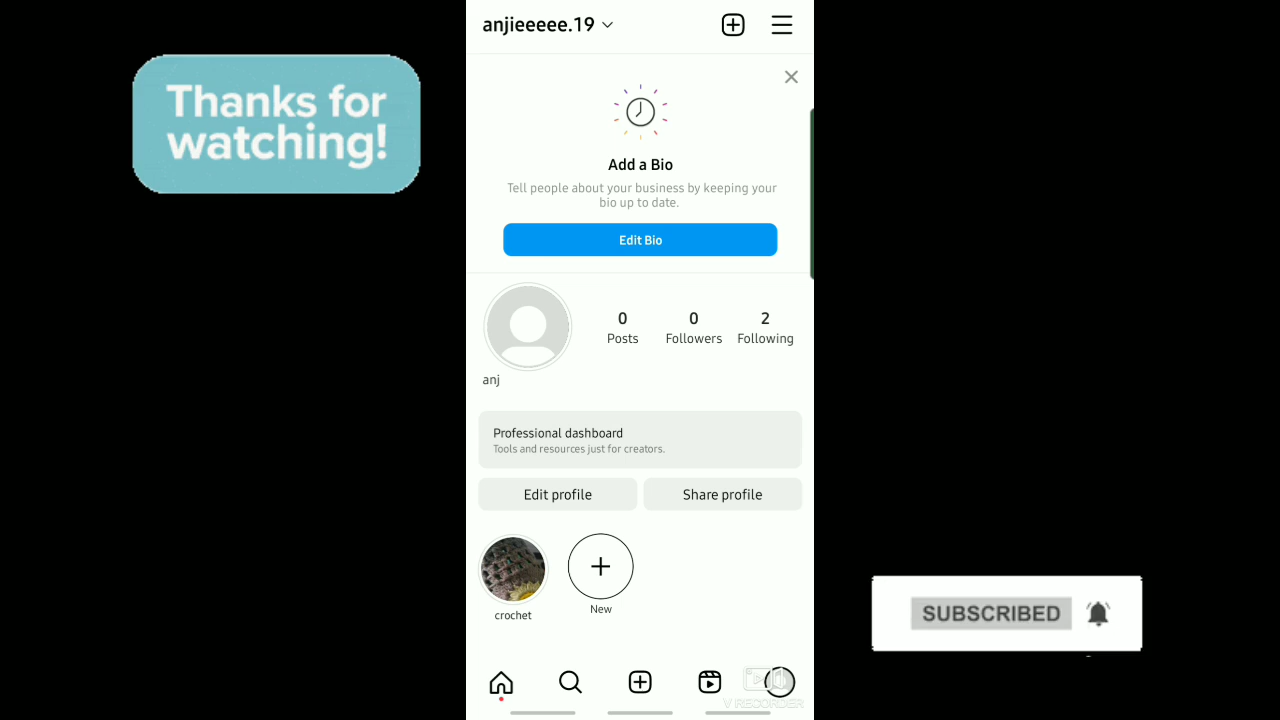 Thanks for
watching!
anjieeeee.19
Add a Bio
Tell people about your business by keeping your
bio up to date.
Edit Bio
0
Posts
0
Followers
2
Following
anj
Professional dashboard
Tools and resources just for creators.
Edit profile
Share profile
crochet
New
V RECORDER
SUBSCRIBED